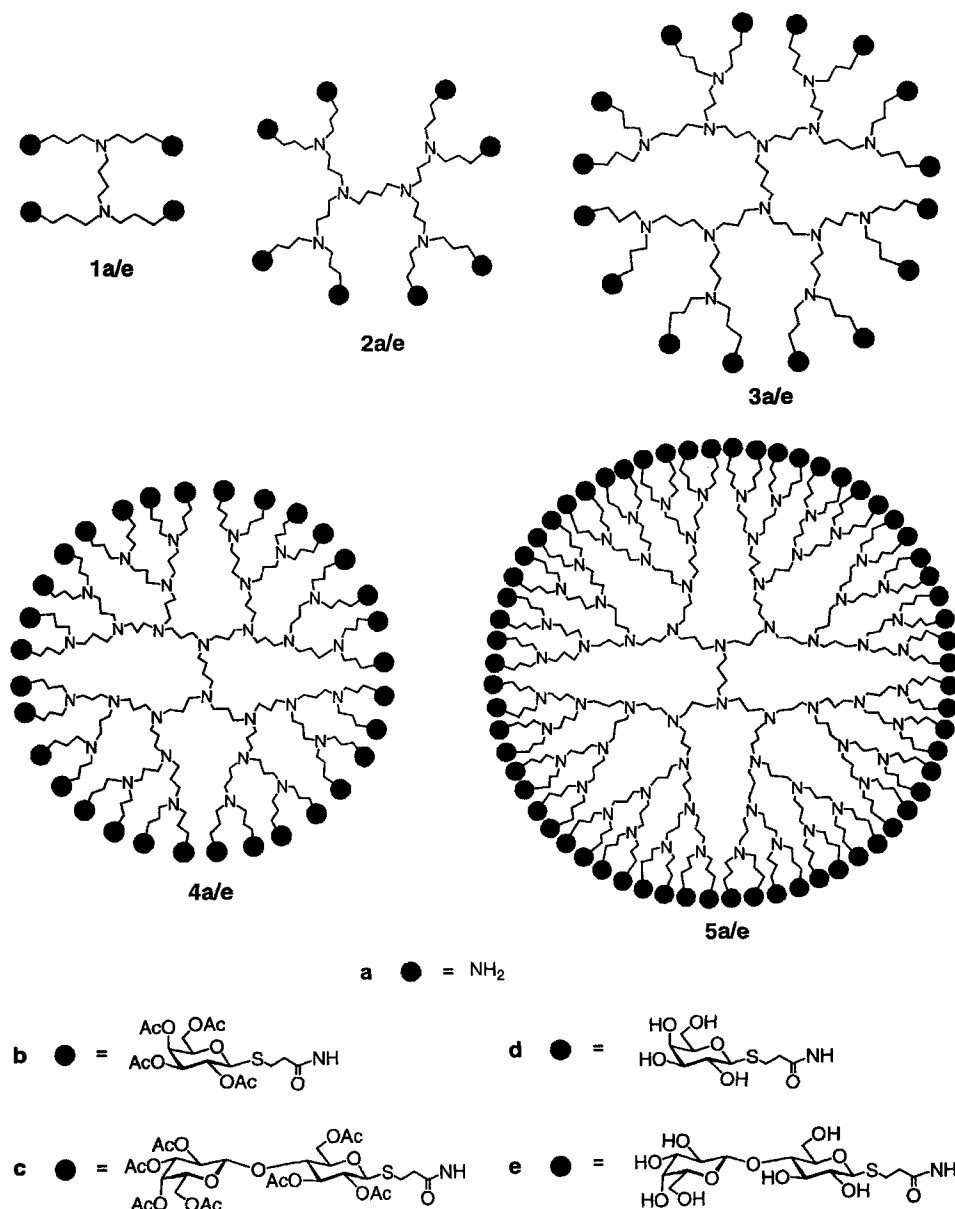 N N
N N
N N
N N
1a/e
N N
N N
2a/e
N N
N N N N N
N
N N N N
N N
3a/e
N N N N
N N N N
N N N N N N N
N N N N N N N
N N N N
N N N N
4a/e
N N N N N N N N
N N N N N N N N
N N N N N N N N
N N N N N N N
N N N N N N N
N N N N N N N N
N N N N N N N N
N N N N N N N N
5a/e
a = NH₂
b = AcO OAc O AcO OAc S O NH
d = HO OH O HO OH S O NH
c = AcO OAc AcO O AcO OAc O OAc O AcO OAc S O NH
e = HO OH HO O HO OH O OH O HO OH S O NH